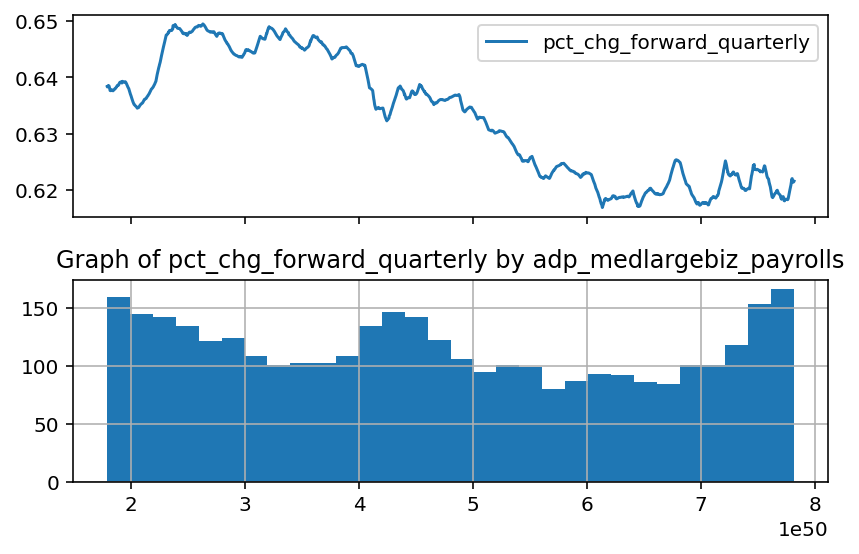 0.65
pct_chg_forward_quarterly
0.64
0.63
0.62
Graph of pct_chg_forward_quarterly by adp_medlargebiz_payrolls
150
100
50
0
2 3 4 5 6 7 8
1e50